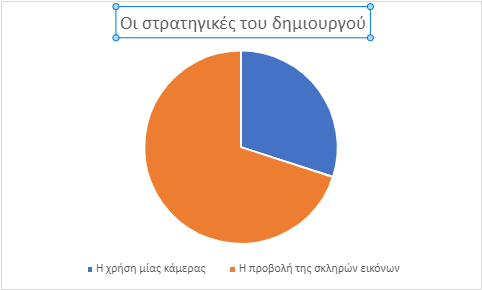 Οι στρατηγικές του δημιουργού
Η χρήση μίας κάμερας
Η προβολή της σκληρών εικόνων